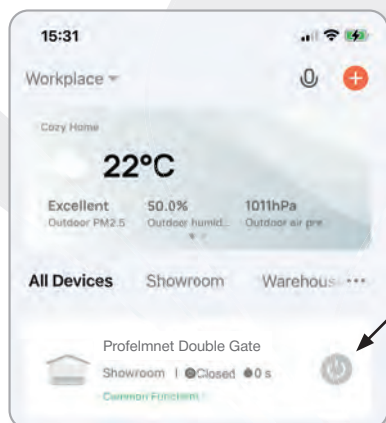 15:31
Workplace
Cozy Home
22°C
Excellent 50.0% 1011hPa
Outdoor PM2.5 Outdoor humid... Outdoor air pre...
All Devices Showroom Warehous ...
Profelmnet Double Gate
Showroom | Closed 0 s
Common Functions